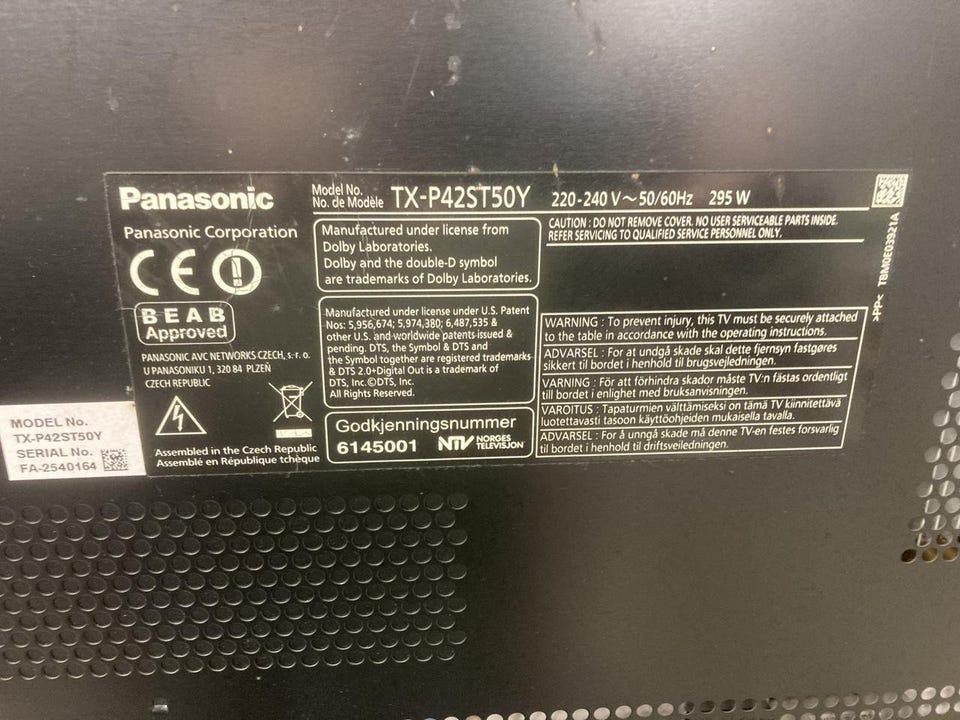 Panasonic
Model No.
No. de Modèle
TX-P42ST50Y
220-240 V ~ 50/60Hz 295 W
Panasonic Corporation
CE
BEAB
Approved
PANASONIC AVC NETWORKS CZECH, s. r. o.
U PANASONIKU 1, 320 84 PLZEŇ
CZECH REPUBLIC
Assembled in the Czech Republic
Assemblé en République tchèque
Manufactured under license from
Dolby Laboratories.
Dolby and the double-D symbol
are trademarks of Dolby Laboratories.
Manufactured under license under U.S. Patent
Nos: 5,956,674; 5,974,380; 6,487,535 &
other U.S. and worldwide patents issued &
pending. DTS, the Symbol & DTS and
the Symbol together are registered trademarks
& DTS 2.0+Digital Out is a trademark of
DTS, Inc. ©DTS, Inc.
All Rights Reserved.
Godkjenningsnummer
6145001 NTV NORGES
TELEVISJON
CAUTION : DO NOT REMOVE COVER. NO USER SERVICEABLE PARTS INSIDE.
REFER SERVICING TO QUALIFIED SERVICE PERSONNEL ONLY.
WARNING : To prevent injury, this TV must be securely attached
to the table in accordance with the operating instructions.
ADVARSEL : For at undgå skade skal dette fjernsyn fastgøres
sikkert til bordet i henhold til brugsvejledningen.
VARNING : För att förhindra skador måste TV:n fästas ordentligt
till bordet i enlighet med bruksanvisningen.
VAROITUS : Tapaturmien välttämiseksi on tämä TV kiinnitettävä
luotettavasti tasoon käyttöohjeiden mukaisella tavalla.
ADVARSEL : For å unngå skade må denne TV-en festes forsvarlig
til bordet i henhold til driftsveiledningen.
>PP< TBM0E03921A
MODEL No.
TX-P42ST50Y
SERIAL No.
FA-2540164